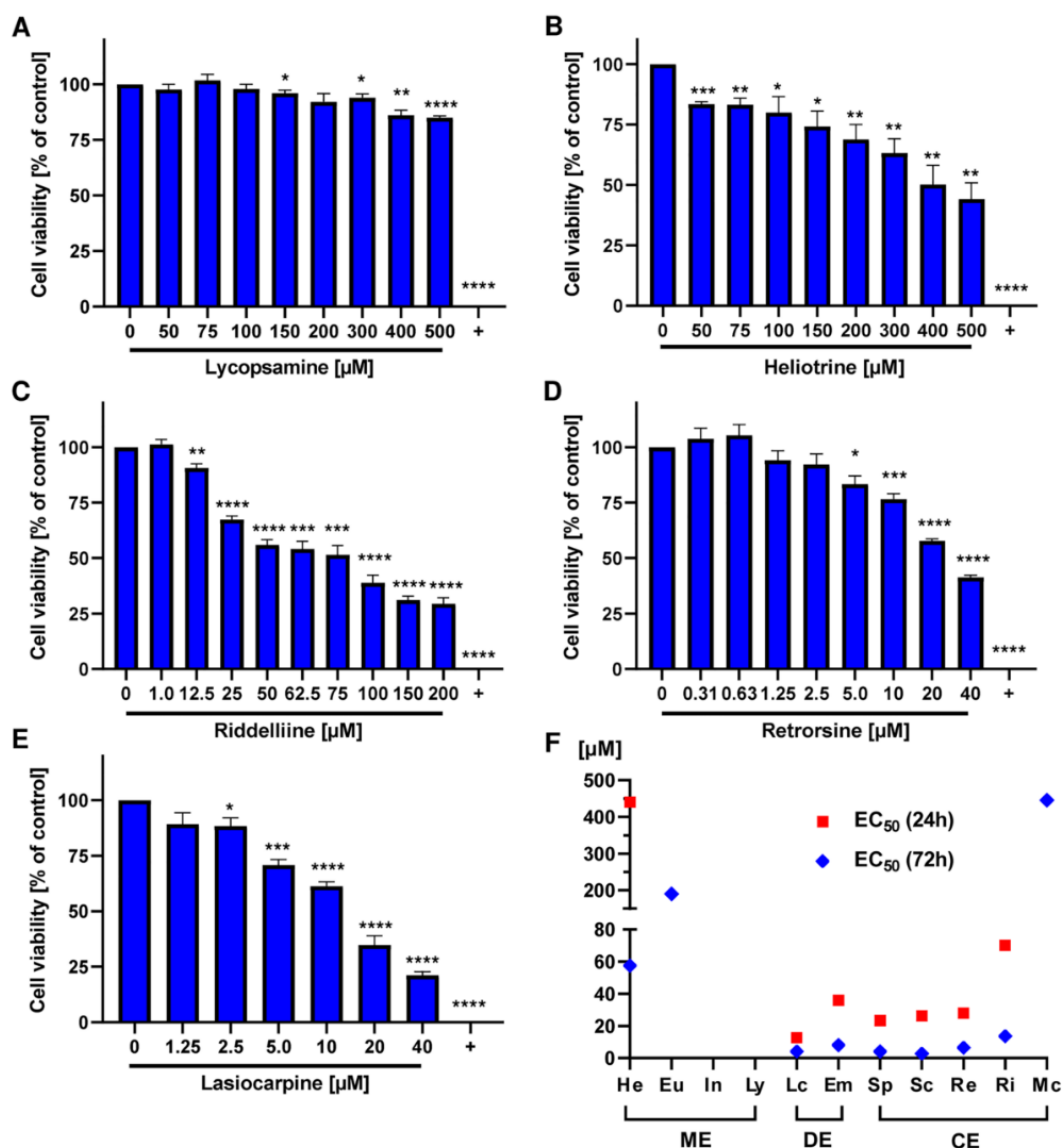 A
Cell viability [% of control]
100
75
50
25
0
* * ** **** ****
0 50 75 100 150 200 300 400 500 +
Lycopsamine [µM]
B
Cell viability [% of control]
100
75
50
25
0
*** ** * * ** ** ** ** ****
0 50 75 100 150 200 300 400 500 +
Heliotrine [µM]
C
Cell viability [% of control]
100
75
50
25
0
** **** **** *** *** **** **** **** ****
0 1.0 12.5 25 50 62.5 75 100 150 200 +
Riddelliine [µM]
D
Cell viability [% of control]
100
75
50
25
0
* *** **** **** ****
0 0.31 0.63 1.25 2.5 5.0 10 20 40 +
Retrorsine [µM]
E
Cell viability [% of control]
100
75
50
25
0
* *** **** **** **** ****
0 1.25 2.5 5.0 10 20 40 +
Lasiocarpine [µM]
F
[µM]
500
400
300
200
80
60
40
20
0
EC50 (24h)
EC50 (72h)
He Eu In Ly Lc Em Sp Sc Re Ri Mc
ME DE CE